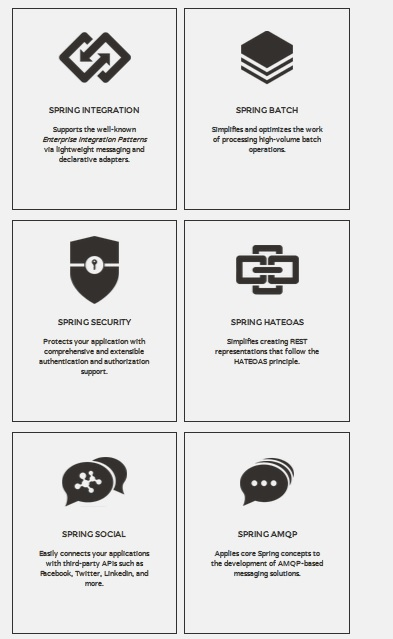 SPRING INTEGRATION
Supports the well-known
Enterprise Integration Patterns
via lightweight messaging and
declarative adapters.
SPRING BATCH
Simplifies and optimizes the work
of processing high-volume batch
operations.
SPRING SECURITY
Protects your application with
comprehensive and extensible
authentication and authorization
support.
SPRING HATEOAS
Simplifies creating REST
representations that follow the
HATEOAS principle.
SPRING SOCIAL
Easily connects your applications
with third-party APIs such as
Facebook, Twitter, LinkedIn, and
more.
SPRING AMQP
Applies core Spring concepts to
the development of AMQP-based
messaging solutions.